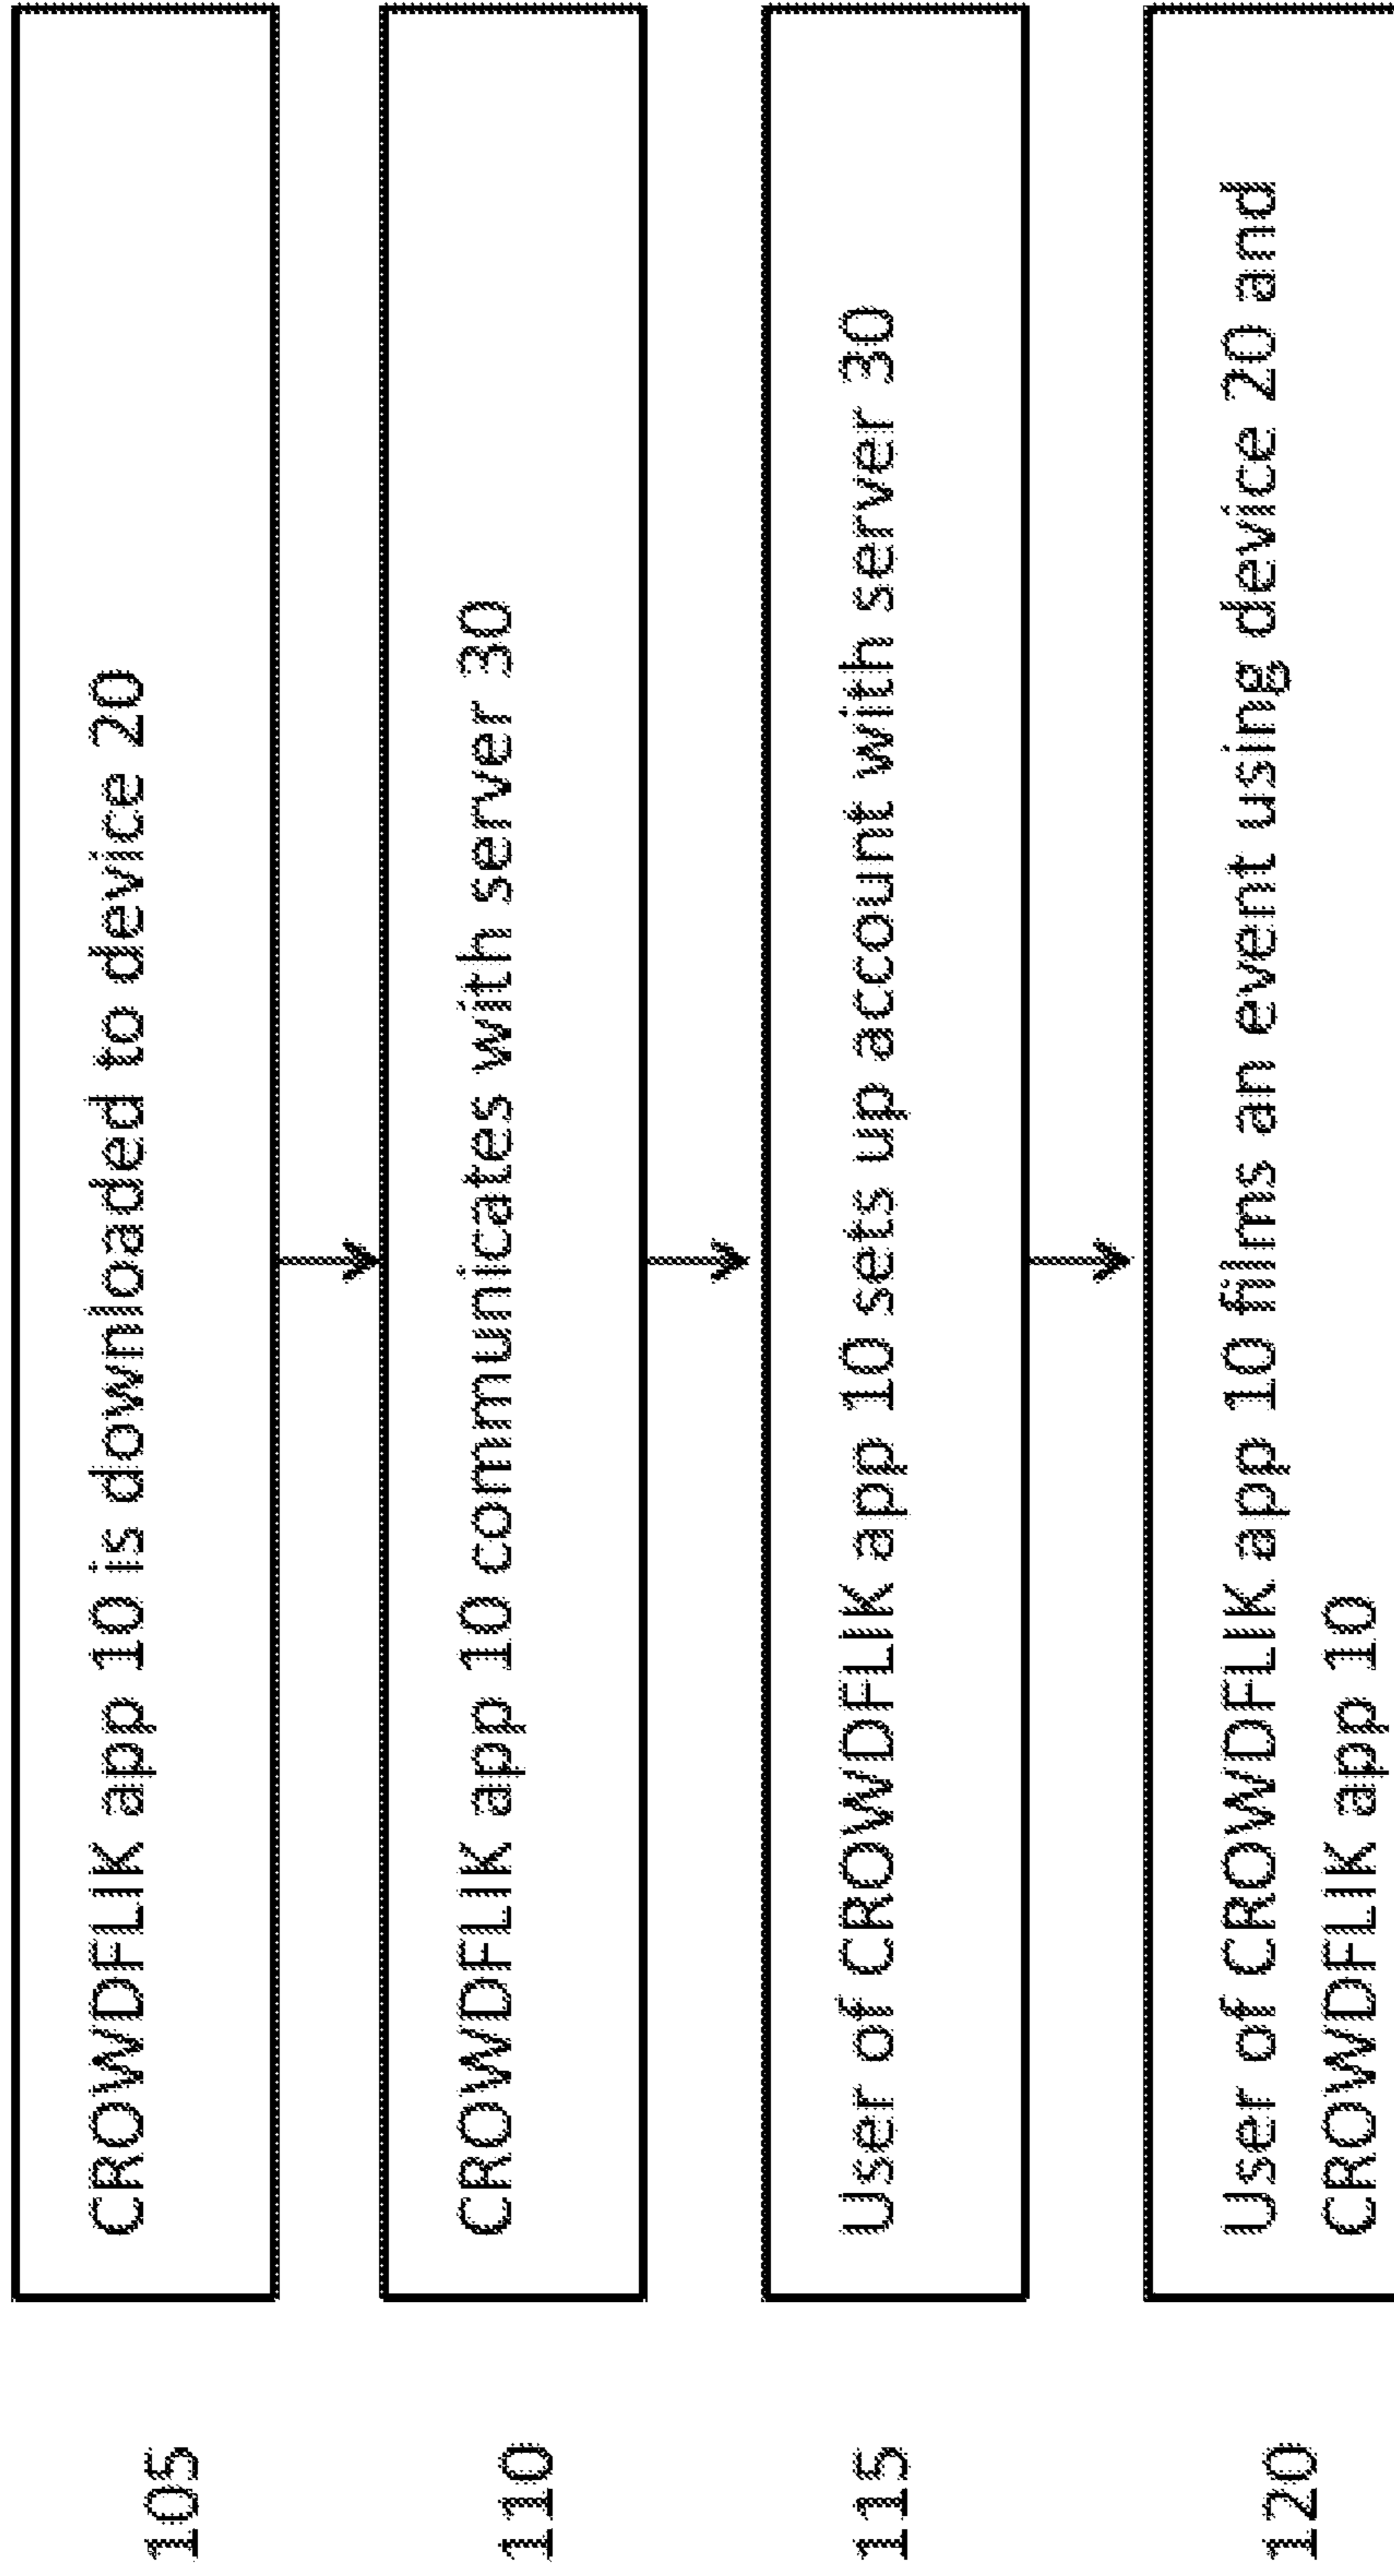 105
CROWDFLIK app 10 is downloaded to device 20
110
CROWDFLIK app 10 communicates with server 30
115
User of CROWDFLIK app 10 sets up account with server 30
120
User of CROWDFLIK app 10 films an event using device 20 and
CROWDFLIK app 10